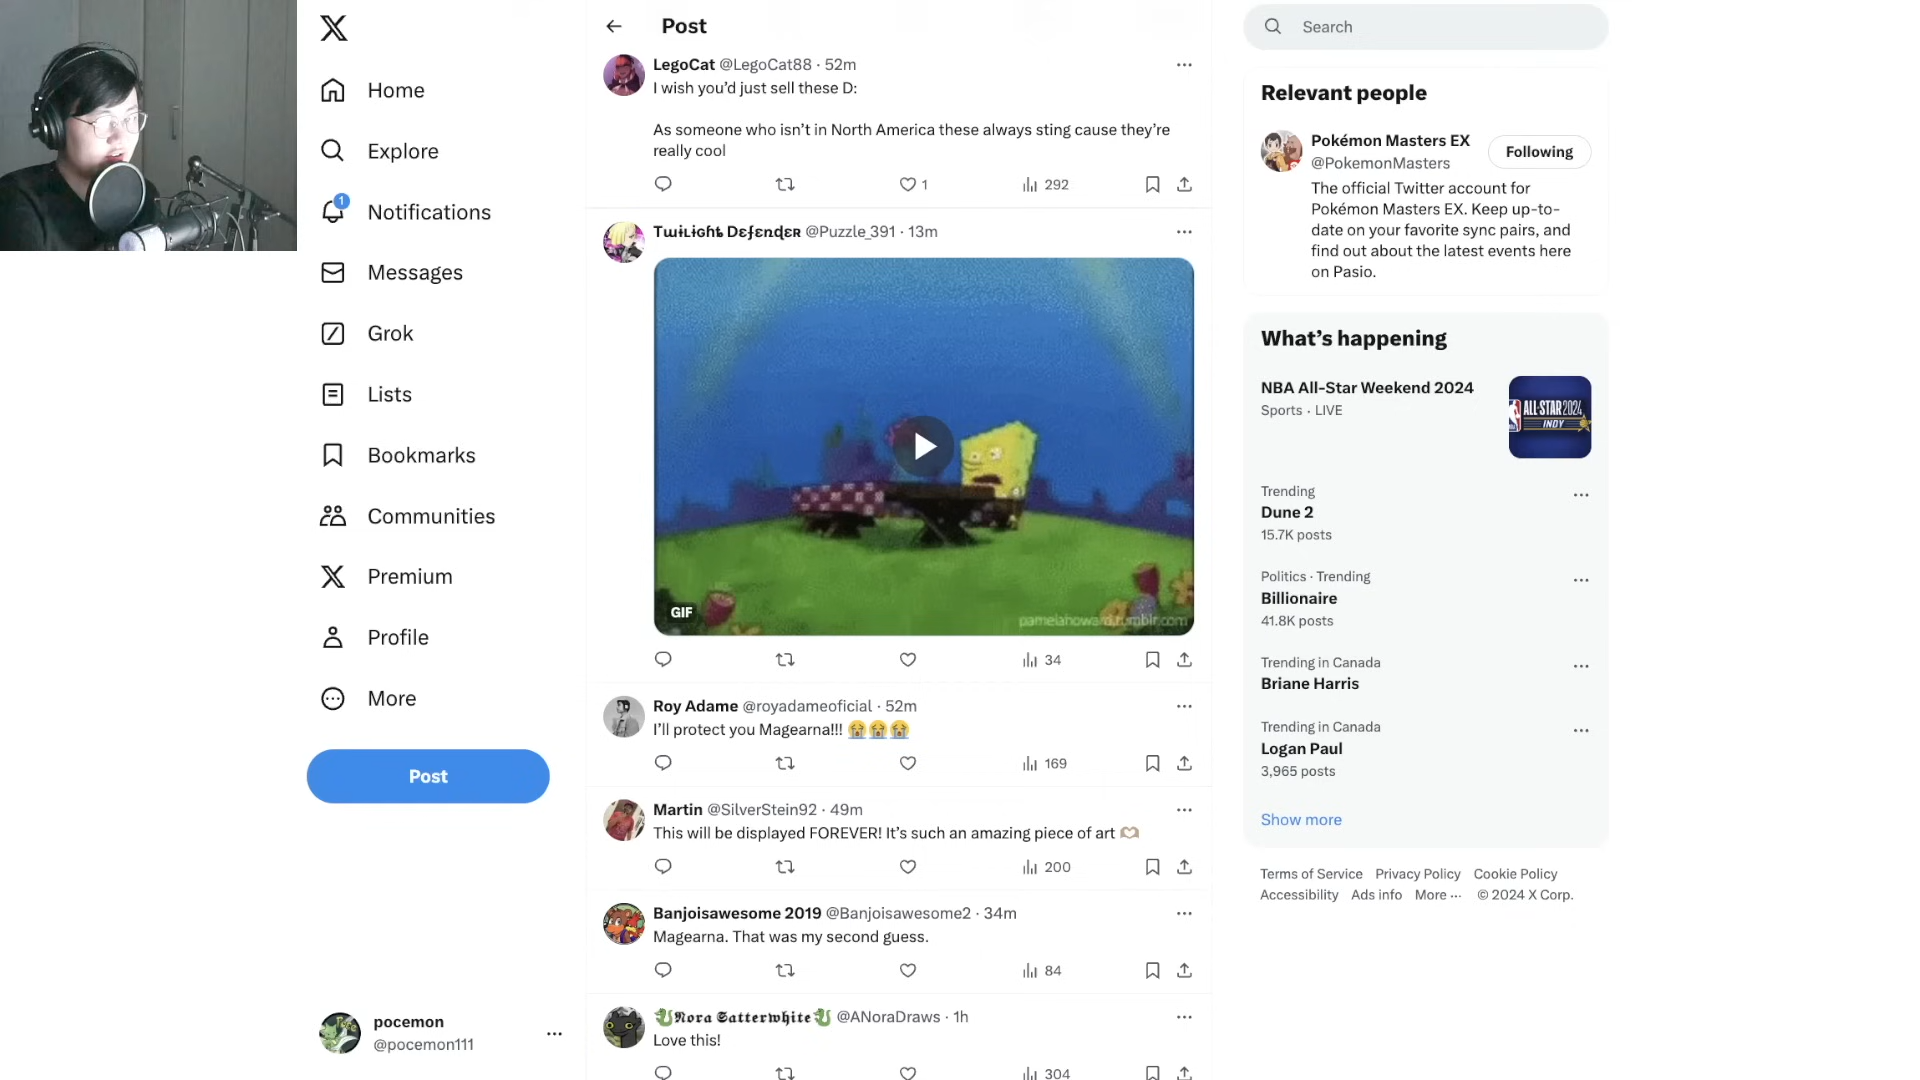 Home
Explore
1
Notifications
Messages
Grok
Lists
Bookmarks
Communities
Premium
Profile
More
Post
pocemon
@pocemon111
Post
LegoCat @LegoCat88 · 52m
I wish you’d just sell these D:
As someone who isn’t in North America these always sting cause they’re
really cool
1
292
@Puzzle_391 · 13m
GIF
pamelahoward.tumblr.com
34
Roy Adame @royadameoficial · 52m
I’ll protect you Magearna!!! 😭😭😭
169
Martin @SilverStein92 · 49m
This will be displayed FOREVER! It’s such an amazing piece of art 🫶🏼
200
Banjoisawesome 2019 @Banjoisawesome2 · 34m
Magearna. That was my second guess.
84
🐉𝕹𝖔𝖗𝖆 𝕾𝖆𝖙𝖙𝖊𝖗𝖜𝖍𝖎𝖙𝖊🐉 @ANoraDraws · 1h
Love this!
304
Search
Relevant people
Pokémon Masters EX
@PokemonMasters
Following
The official Twitter account for
Pokémon Masters EX. Keep up-to-
date on your favorite sync pairs, and
find out about the latest events here
on Pasio.
What’s happening
NBA All-Star Weekend 2024
Sports · LIVE
ALL-STAR 2024
INDY
Trending
Dune 2
15.7K posts
Politics · Trending
Billionaire
41.8K posts
Trending in Canada
Briane Harris
Trending in Canada
Logan Paul
3,965 posts
Show more
Terms of Service Privacy Policy Cookie Policy
Accessibility Ads info More ··· © 2024 X Corp.